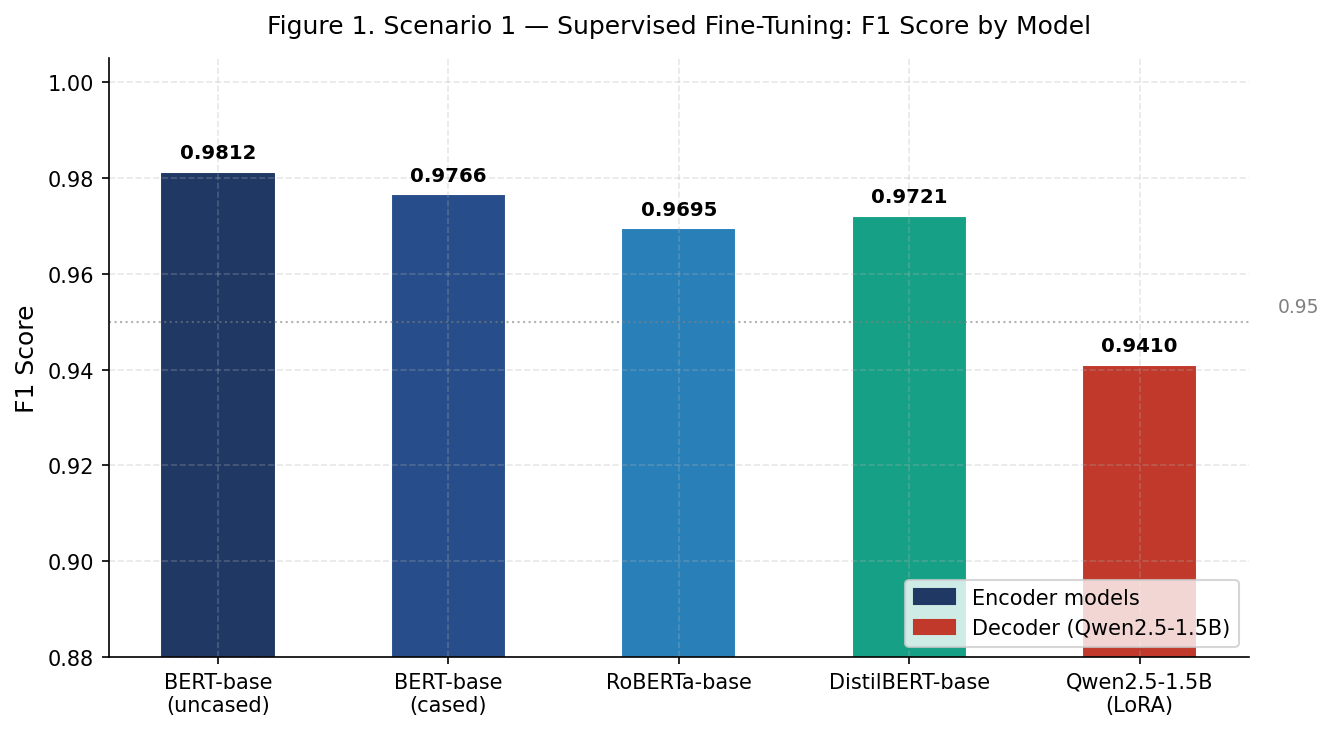 Figure 1. Scenario 1 — Supervised Fine-Tuning: F1 Score by Model
F1 Score
1.00
0.98
0.96
0.94
0.92
0.90
0.88
0.9812
0.9766
0.9695
0.9721
0.9410
0.95
Encoder models
Decoder (Qwen2.5-1.5B)
BERT-base
(uncased)
BERT-base
(cased)
RoBERTa-base
DistilBERT-base
Qwen2.5-1.5B
(LoRA)